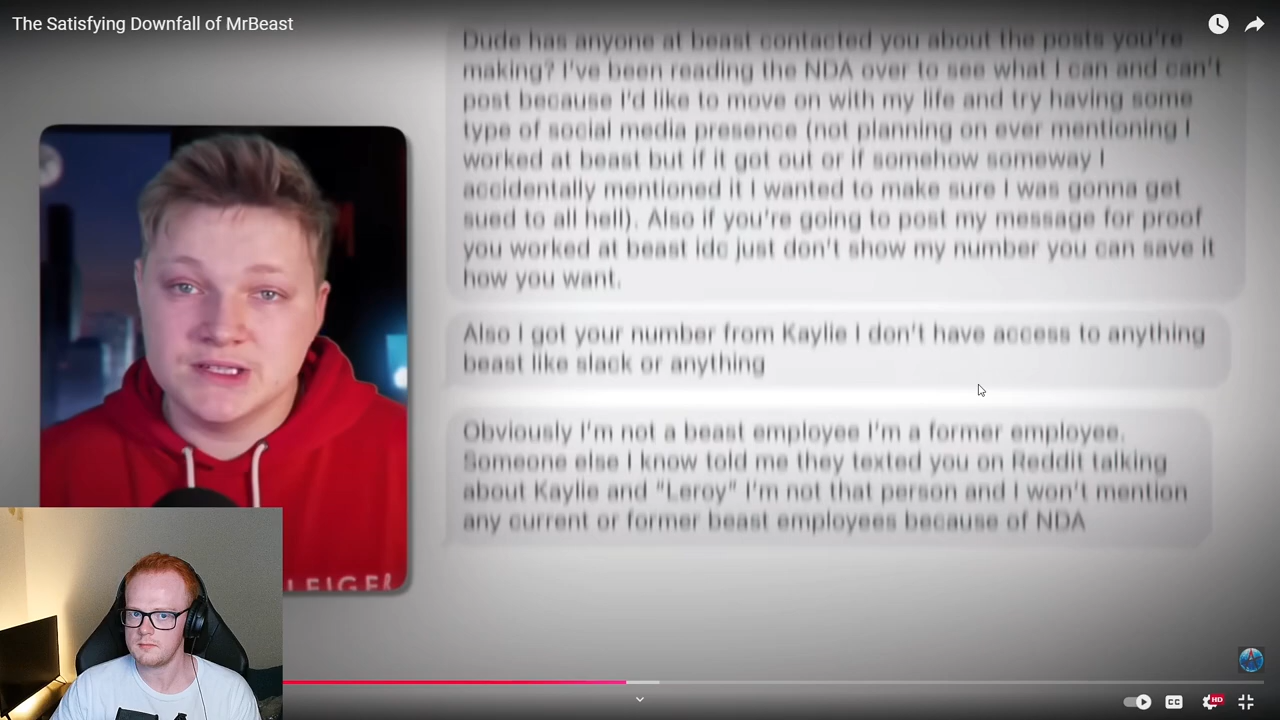 The Satisfying Downfall of MrBeast
Dude has anyone at beast contacted you about the posts you're
making? I've been reading the NDA over to see what I can and can't
post because I'd like to move on with my life and try having some
type of social media presence (not planning on ever mentioning I
worked at beast but if it got out or if somehow someway I
accidentally mentioned it I wanted to make sure I was gonna get
sued to all hell). Also if you're going to post my message for proof
you worked at beast idc just don't show my number you can save it
how you want.
Also I got your number from Kaylie I don't have access to anything
beast like slack or anything
Obviously I'm not a beast employee I'm a former employee.
Someone else I know told me they texted you on Reddit talking
about Kaylie and "Leroy" I'm not that person and I won't mention
any current or former beast employees because of NDA
CC
HD